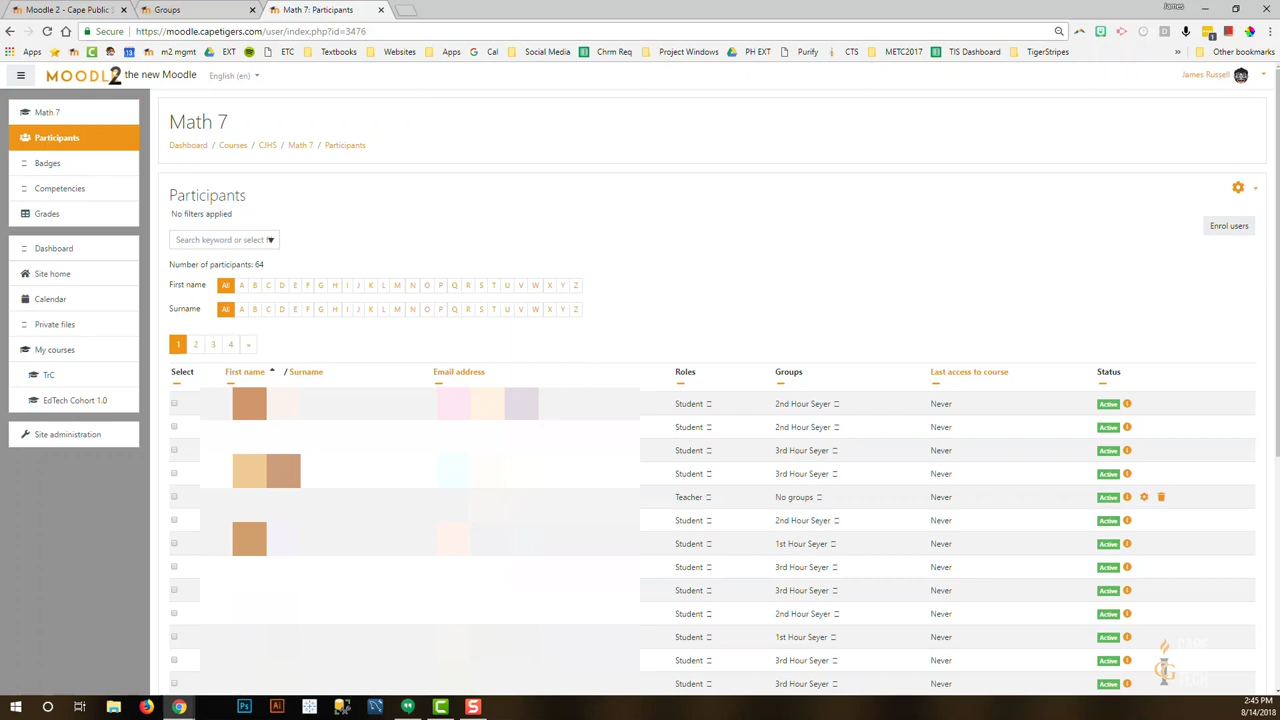 James
Moodle 2 - Cape Public S
Groups
Math 7: Participants
Secure
https://moodle.capetigers.com/user/index.php?id=3476
Apps
m2 mgmt
EXT
ETC
Textbooks
Websites
Apps
Cal
Social Media
Chrm Req
Project Windows
V EXT
Purify
CTS
METC2017
TIS Dashboard
TigerStripes
»
Other bookmarks
MOODL2 the new Moodle
English (en)
James Russell
Math 7
Participants
Badges
Competencies
Grades
Dashboard
Site home
Calendar
Private files
My courses
TrC
EdTech Cohort 1.0
Site administration
Math 7
Dashboard / Courses / CJHS / Math 7 / Participants
Participants
No filters applied
Enrol users
Search keyword or select f
Number of participants: 64
First name All A B C D E F G H I J K L M N O P Q R S T U V W X Y Z
Surname All A B C D E F G H I J K L M N O P Q R S T U V W X Y Z
1 2 3 4 »
Select First name / Surname Email address Roles Groups Last access to course Status
Student 2nd Hour Seyer Never Active
Student 2nd Hour Seyer Never Active
Student 3rd Hour Seyer Never Active
Student 3rd Hour Seyer Never Active
Teacher No groups Never Active
Student 2nd Hour Seyer Never Active
Student 1st Hour Seyer Never Active
Student 3rd Hour Seyer Never Active
Student 3rd Hour Seyer Never Active
Student 2nd Hour Seyer Never Active
Student 1st Hour Seyer Never Active
Student 3rd Hour Seyer Never Active
Student 3rd Hour Seyer Never Active
2:45 PM
8/14/2018